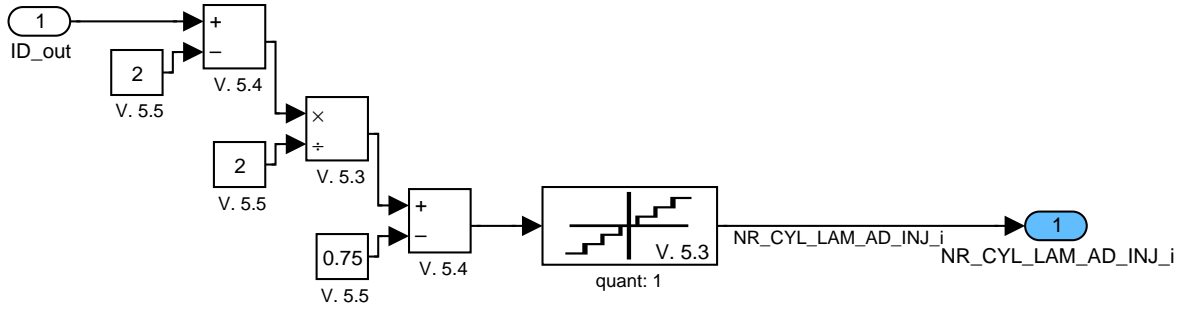 1
ID_out
+
−
V. 5.4
2
V. 5.5
×
÷
V. 5.3
2
V. 5.5
+
−
V. 5.4
0.75
V. 5.5
V. 5.3
quant: 1
NR_CYL_LAM_AD_INJ_i
1
NR_CYL_LAM_AD_INJ_i